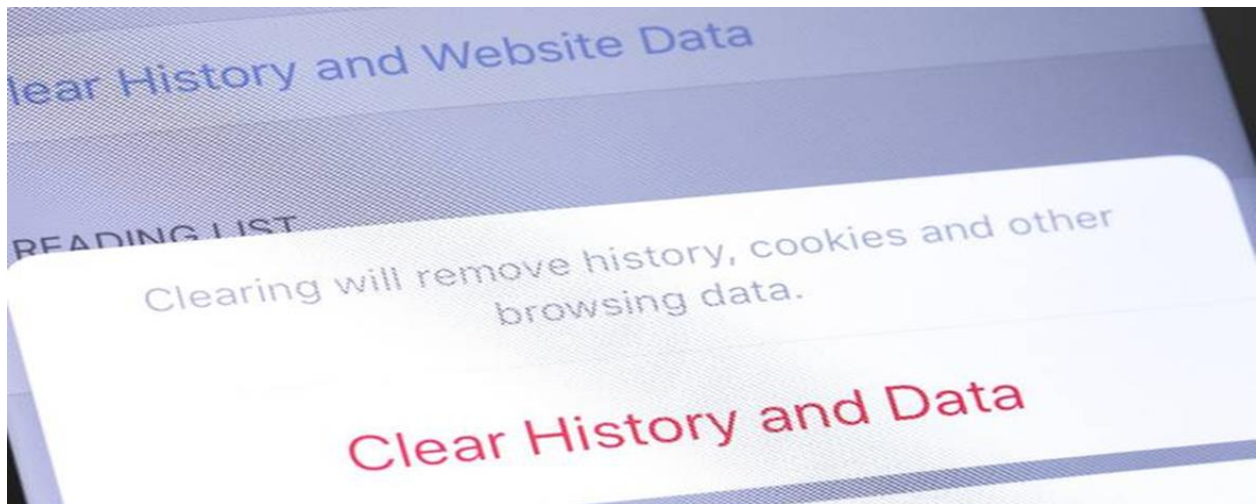 lear History and Website Data
READING LIST
Clearing will remove history, cookies and other
browsing data.
Clear History and Data